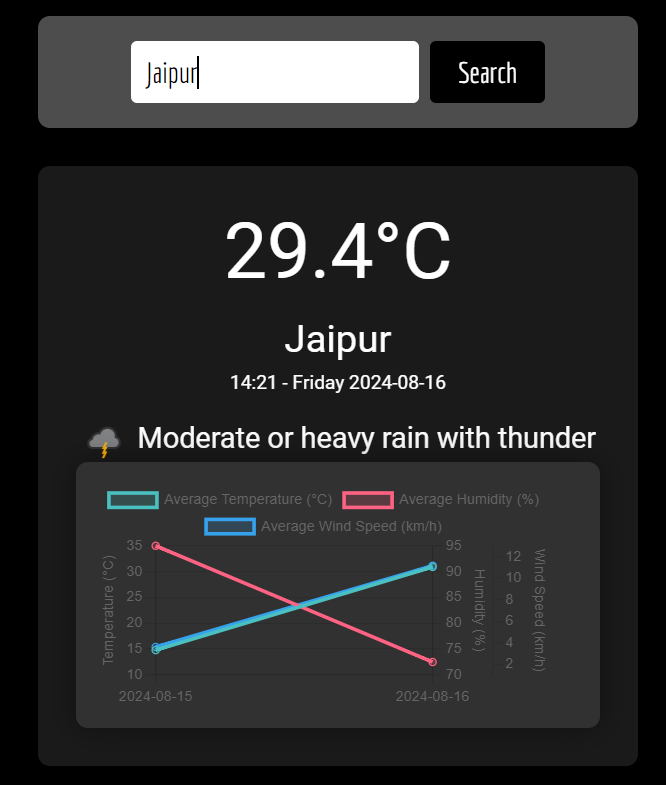 Jaipur
Search
29.4°C
Jaipur
14:21 - Friday 2024-08-16
Moderate or heavy rain with thunder
Average Temperature (°C) Average Humidity (%)
Average Wind Speed (km/h)
Temperature (°C)
35
30
25
20
15
10
2024-08-15
2024-08-16
95
90
85
80
75
70
Humidity (%)
12
10
8
6
4
2
Wind Speed (km/h)